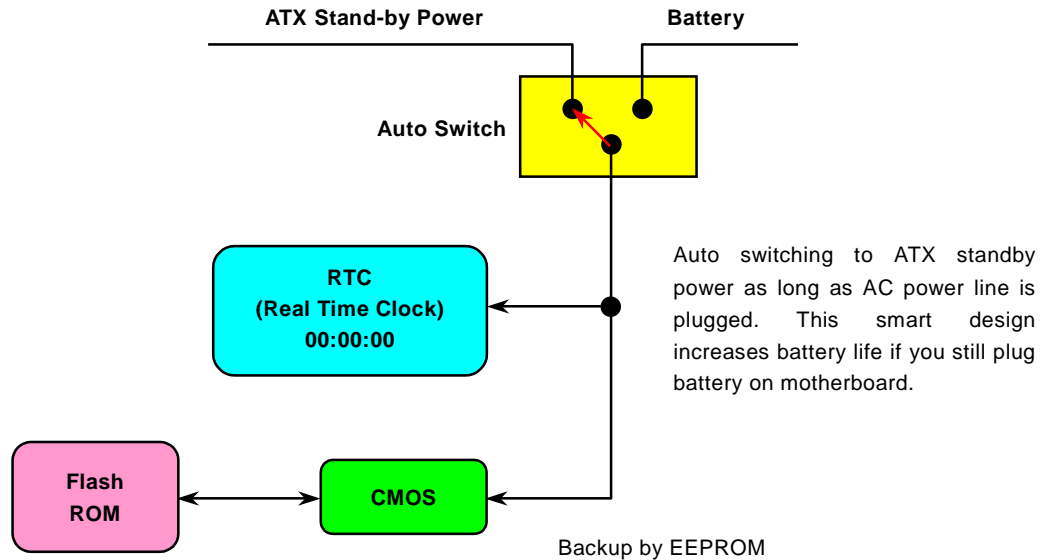 ATX Stand-by Power
Battery
Auto Switch
RTC
(Real Time Clock)
00:00:00
Auto switching to ATX standby
power as long as AC power line is
plugged. This smart design
increases battery life if you still plug
battery on motherboard.
Flash
ROM
CMOS
Backup by EEPROM